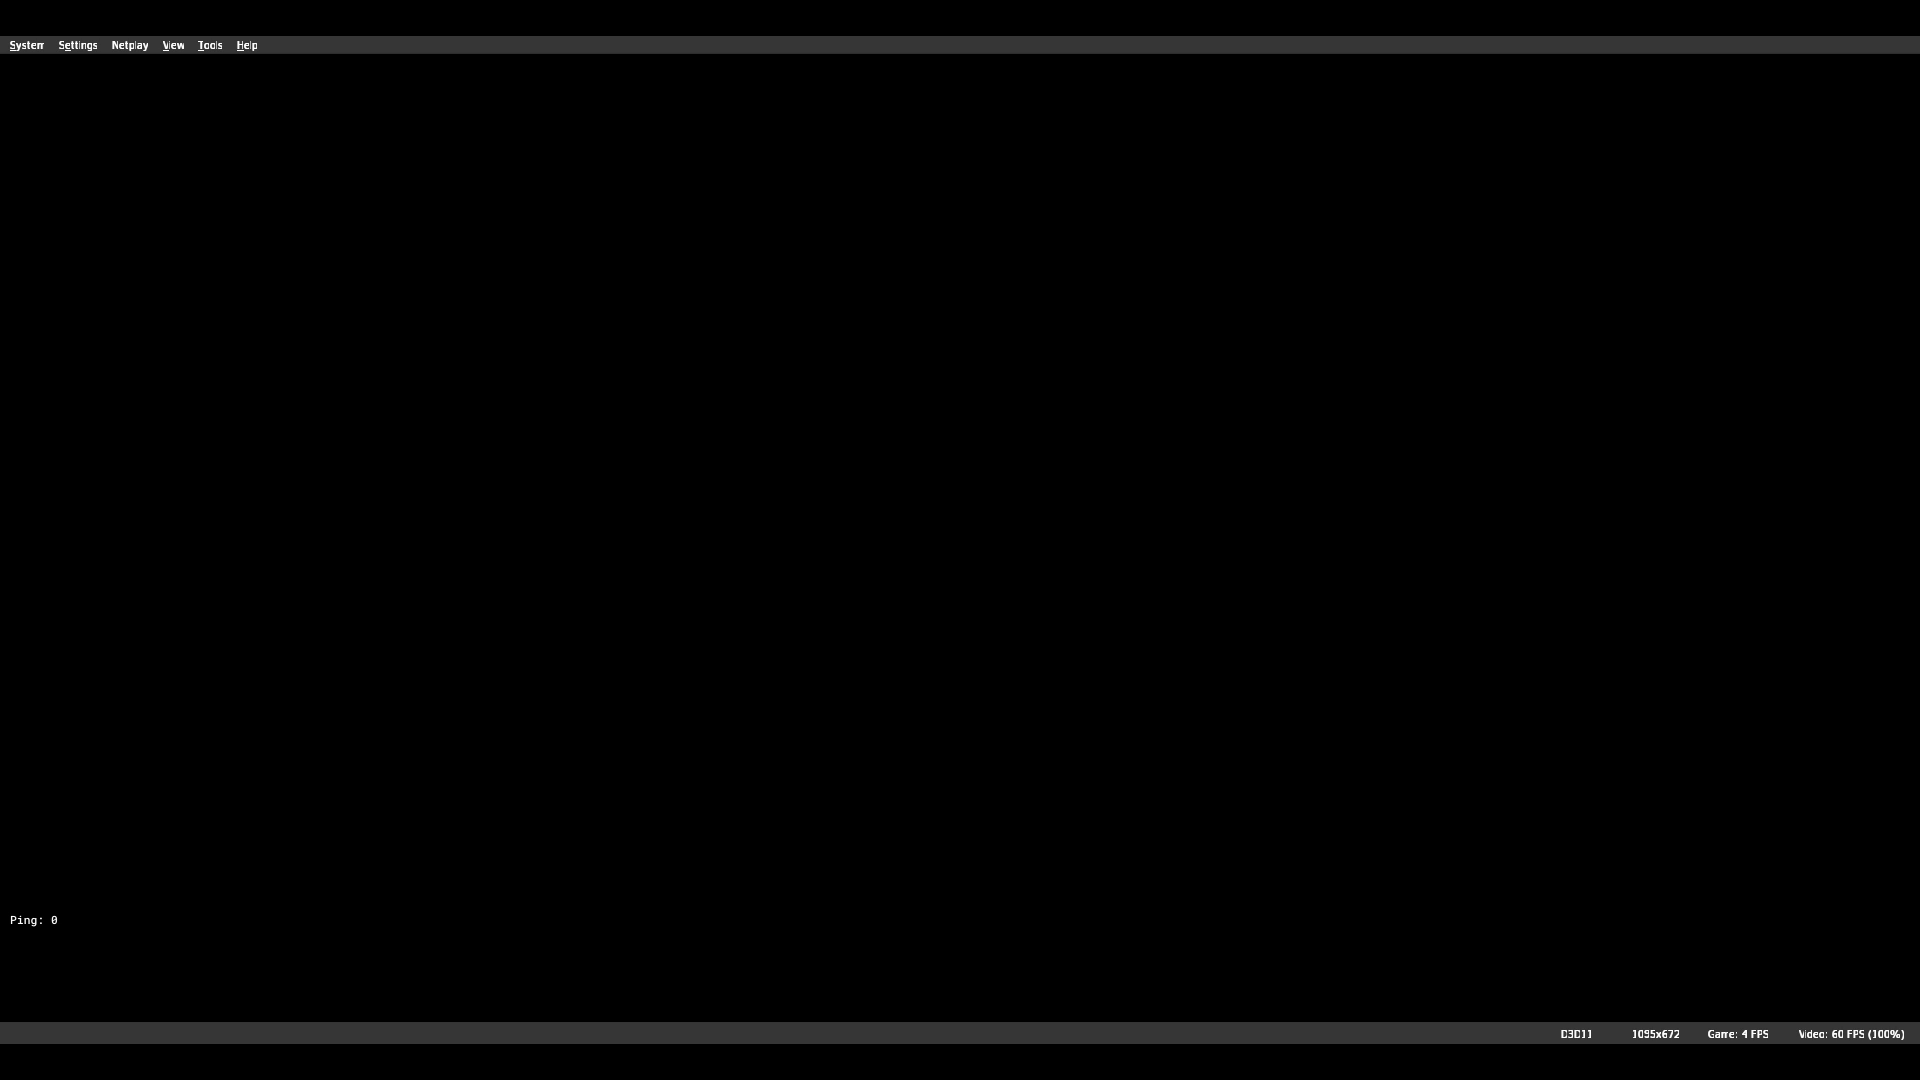 System Settings Netplay View Tools Help
Ping: 0
D3D11 1095x672 Game: 4 FPS Video: 60 FPS (100%)